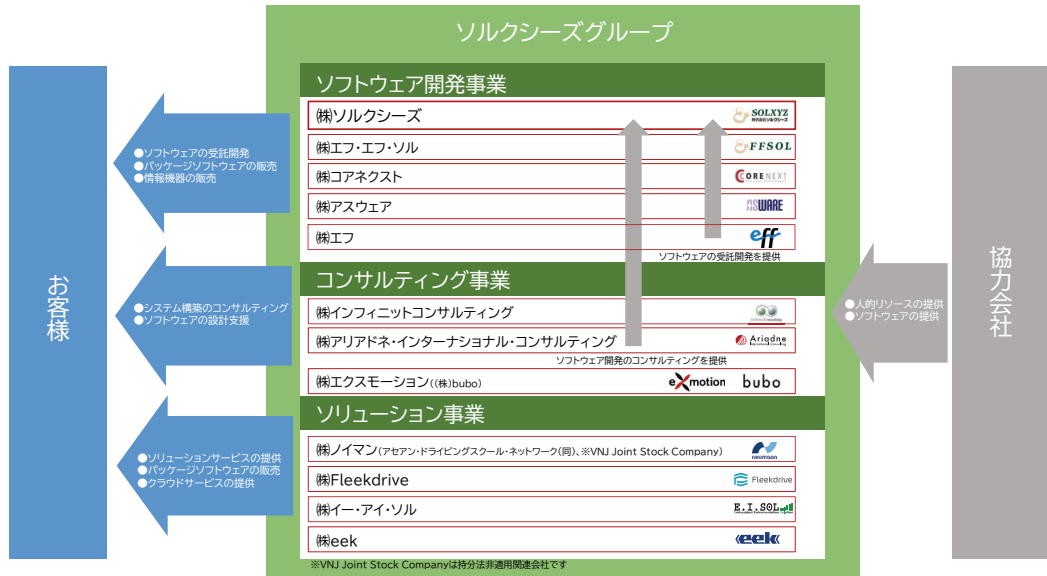 ソルクシーズグループ
お客様
●ソフトウェアの受託開発
●パッケージソフトウェアの販売
●情報機器の販売
●システム構築のコンサルティング
●ソフトウェアの設計支援
●ソリューションサービスの提供
●パッケージソフトウェアの販売
●クラウドサービスの提供
ソフトウェア開発事業
㈱ソルクシーズ
SOLXYZ
株式会社ソルクシーズ
㈱エフ・エフ・ソル
FFSOL
㈱コアネクスト
CORENEXT
㈱アスウェア
ASWARE
㈱エフ
eff
ソフトウェアの受託開発を提供
コンサルティング事業
㈱インフィニットコンサルティング
Infinite Consulting
㈱アリアドネ・インターナショナル・コンサルティング
Ariadne
International Consulting
ソフトウェア開発のコンサルティングを提供
㈱エクスモーション((株)bubo)
eXmotion bubo
ソリューション事業
㈱ノイマン(アセアン・ドライビングスクール・ネットワーク(同)、※VNJ Joint Stock Company)
neumann
㈱Fleekdrive
Fleekdrive
㈱イー・アイ・ソル
E.I.SOL
㈱eek
eek
※VNJ Joint Stock Companyは持分法非適用関連会社です
●人的リソースの提供
●ソフトウェアの提供
協力会社